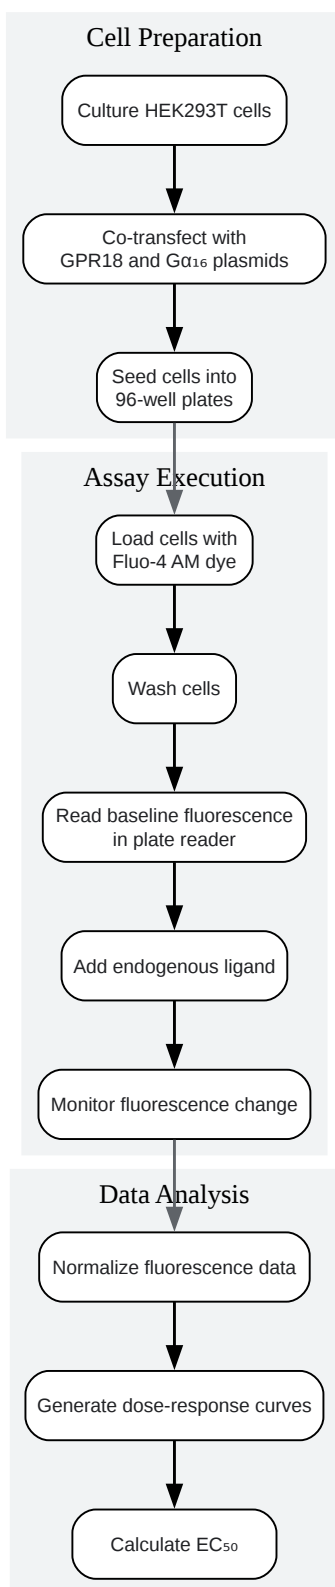 Cell Preparation
Culture HEK293T cells
Co-transfect with
GPR18 and Gα₁₆ plasmids
Seed cells into
96-well plates
Assay Execution
Load cells with
Fluo-4 AM dye
Wash cells
Read baseline fluorescence
in plate reader
Add endogenous ligand
Monitor fluorescence change
Data Analysis
Normalize fluorescence data
Generate dose-response curves
Calculate EC₅₀